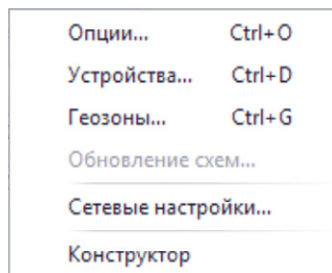 Опции... Ctrl+O
Устройства... Ctrl+D
Геозоны... Ctrl+G
Обновление схем...
Сетевые настройки...
Конструктор